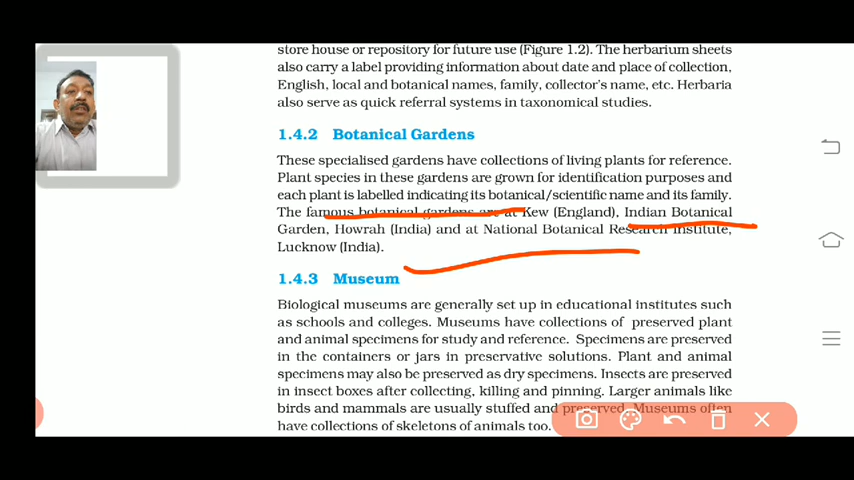 store house or repository for future use (Figure 1.2). The herbarium sheets
also carry a label providing information about date and place of collection,
English, local and botanical names, family, collector's name, etc. Herbaria
also serve as quick referral systems in taxonomical studies.
1.4.2 Botanical Gardens
These specialised gardens have collections of living plants for reference.
Plant species in these gardens are grown for identification purposes and
each plant is labelled indicating its botanical/scientific name and its family.
The famous botanical gardens are at Kew (England), Indian Botanical
Garden, Howrah (India) and at National Botanical Research Institute,
Lucknow (India).
1.4.3 Museum
Biological museums are generally set up in educational institutes such
as schools and colleges. Museums have collections of preserved plant
and animal specimens for study and reference. Specimens are preserved
in the containers or jars in preservative solutions. Plant and animal
specimens may also be preserved as dry specimens. Insects are preserved
in insect boxes after collecting, killing and pinning. Larger animals like
birds and mammals are usually stuffed and preserved. Museums often
have collections of skeletons of animals too.